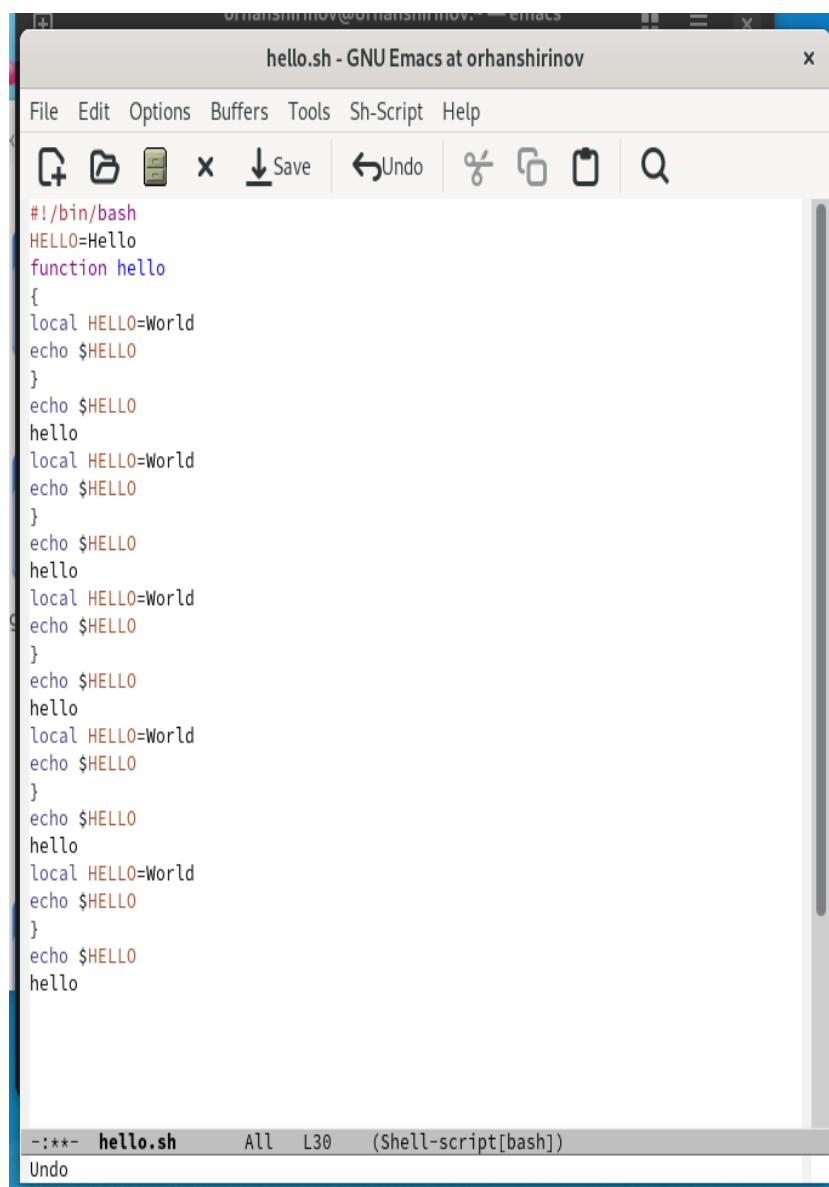 orhanshirinov@orhanshirinov:~ — emacs
hello.sh - GNU Emacs at orhanshirinov x
File Edit Options Buffers Tools Sh-Script Help
Save Undo
#!/bin/bash
HELLO=Hello
function hello
{
local HELLO=World
echo $HELLO
}
echo $HELLO
hello
local HELLO=World
echo $HELLO
}
echo $HELLO
hello
local HELLO=World
echo $HELLO
}
echo $HELLO
hello
local HELLO=World
echo $HELLO
}
echo $HELLO
hello
local HELLO=World
echo $HELLO
}
echo $HELLO
hello
-:**- hello.sh All L30 (Shell-script[bash])
Undo